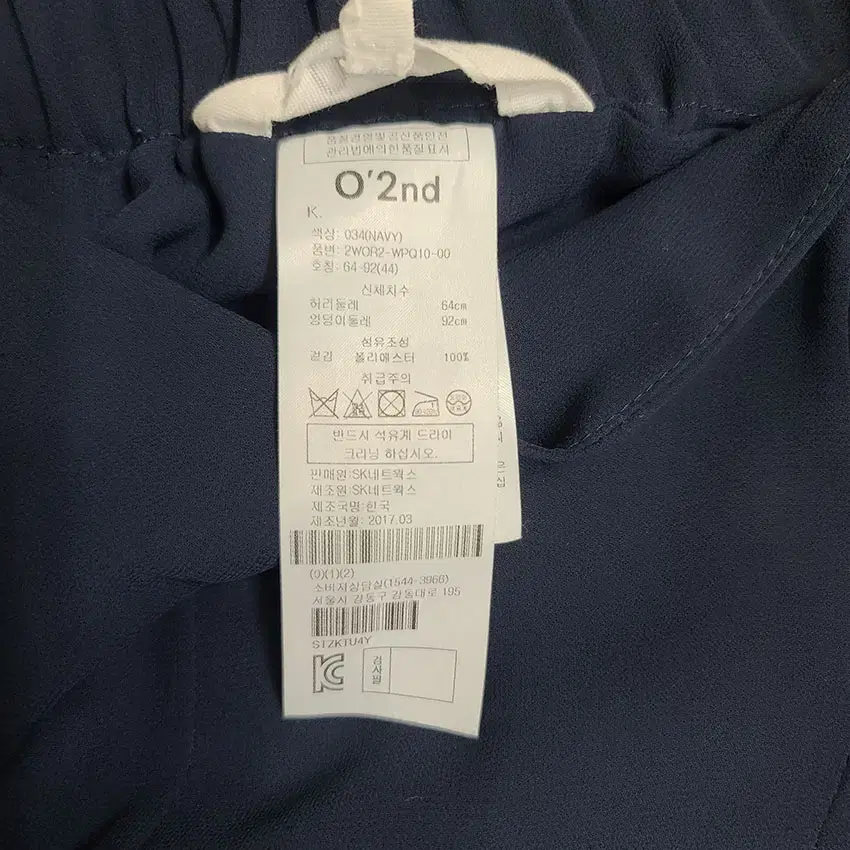 품질경영및공산품안전
관리법에의한품질표시
O'2nd
K.
색상: 034(NAVY)
품번: 2WOR2-WPQ10-00
호칭: 64-92(44)
신체치수
허리둘레 64cm
엉덩이둘레 92cm
섬유조성
겉감 폴리에스터 100%
취급주의
반드시 석유계 드라이
크리닝 하십시오.
판매원:SK네트웍스
제조원:SK네트웍스
제조국명:한국
제조년월: 2017.03
(0)(1)(2)
소비자상담실(1544-3966)
서울시 강동구 강동대로 195
STZKTU4Y
검사필